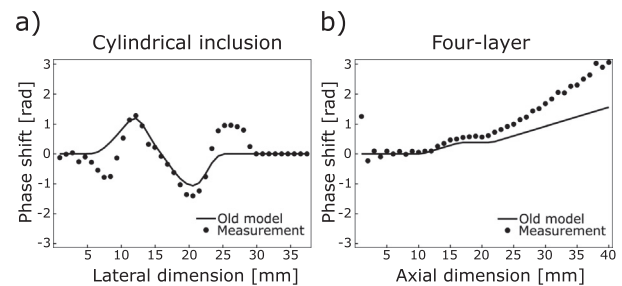 a)
Cylindrical inclusion
Phase shift [rad]
3
2
1
0
-1
-2
-3
Old model
Measurement
5 10 15 20 25 30 35
Lateral dimension [mm]
b)
Four-layer
Phase shift [rad]
3
2
1
0
-1
-2
-3
Old model
Measurement
5 10 15 20 25 30 35 40
Axial dimension [mm]